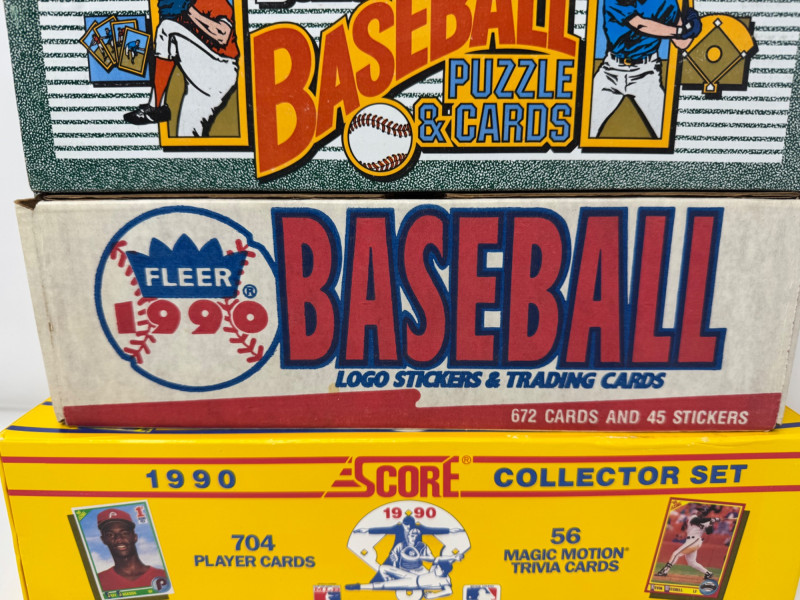 BASEBALL
PUZZLE
& CARDS
FLEER®
1990
BASEBALL
LOGO STICKERS & TRADING CARDS
672 CARDS AND 45 STICKERS
1990 SCORE® COLLECTOR SET
1990
704
PLAYER CARDS
56
MAGIC MOTION®
TRIVIA CARDS